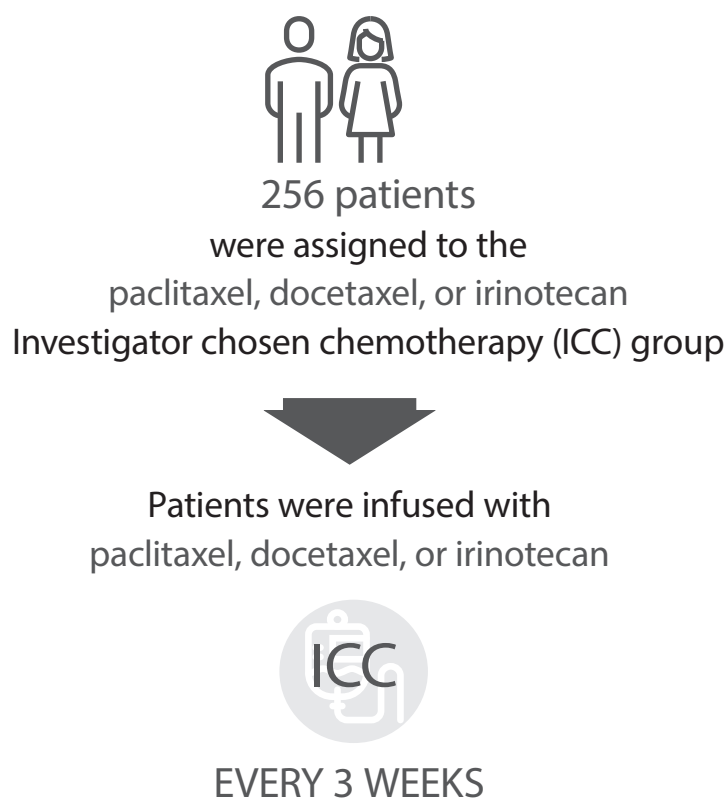 256 patients
were assigned to the
paclitaxel, docetaxel, or irinotecan
Investigator chosen chemotherapy (ICC) group
Patients were infused with
paclitaxel, docetaxel, or irinotecan
ICC
EVERY 3 WEEKS